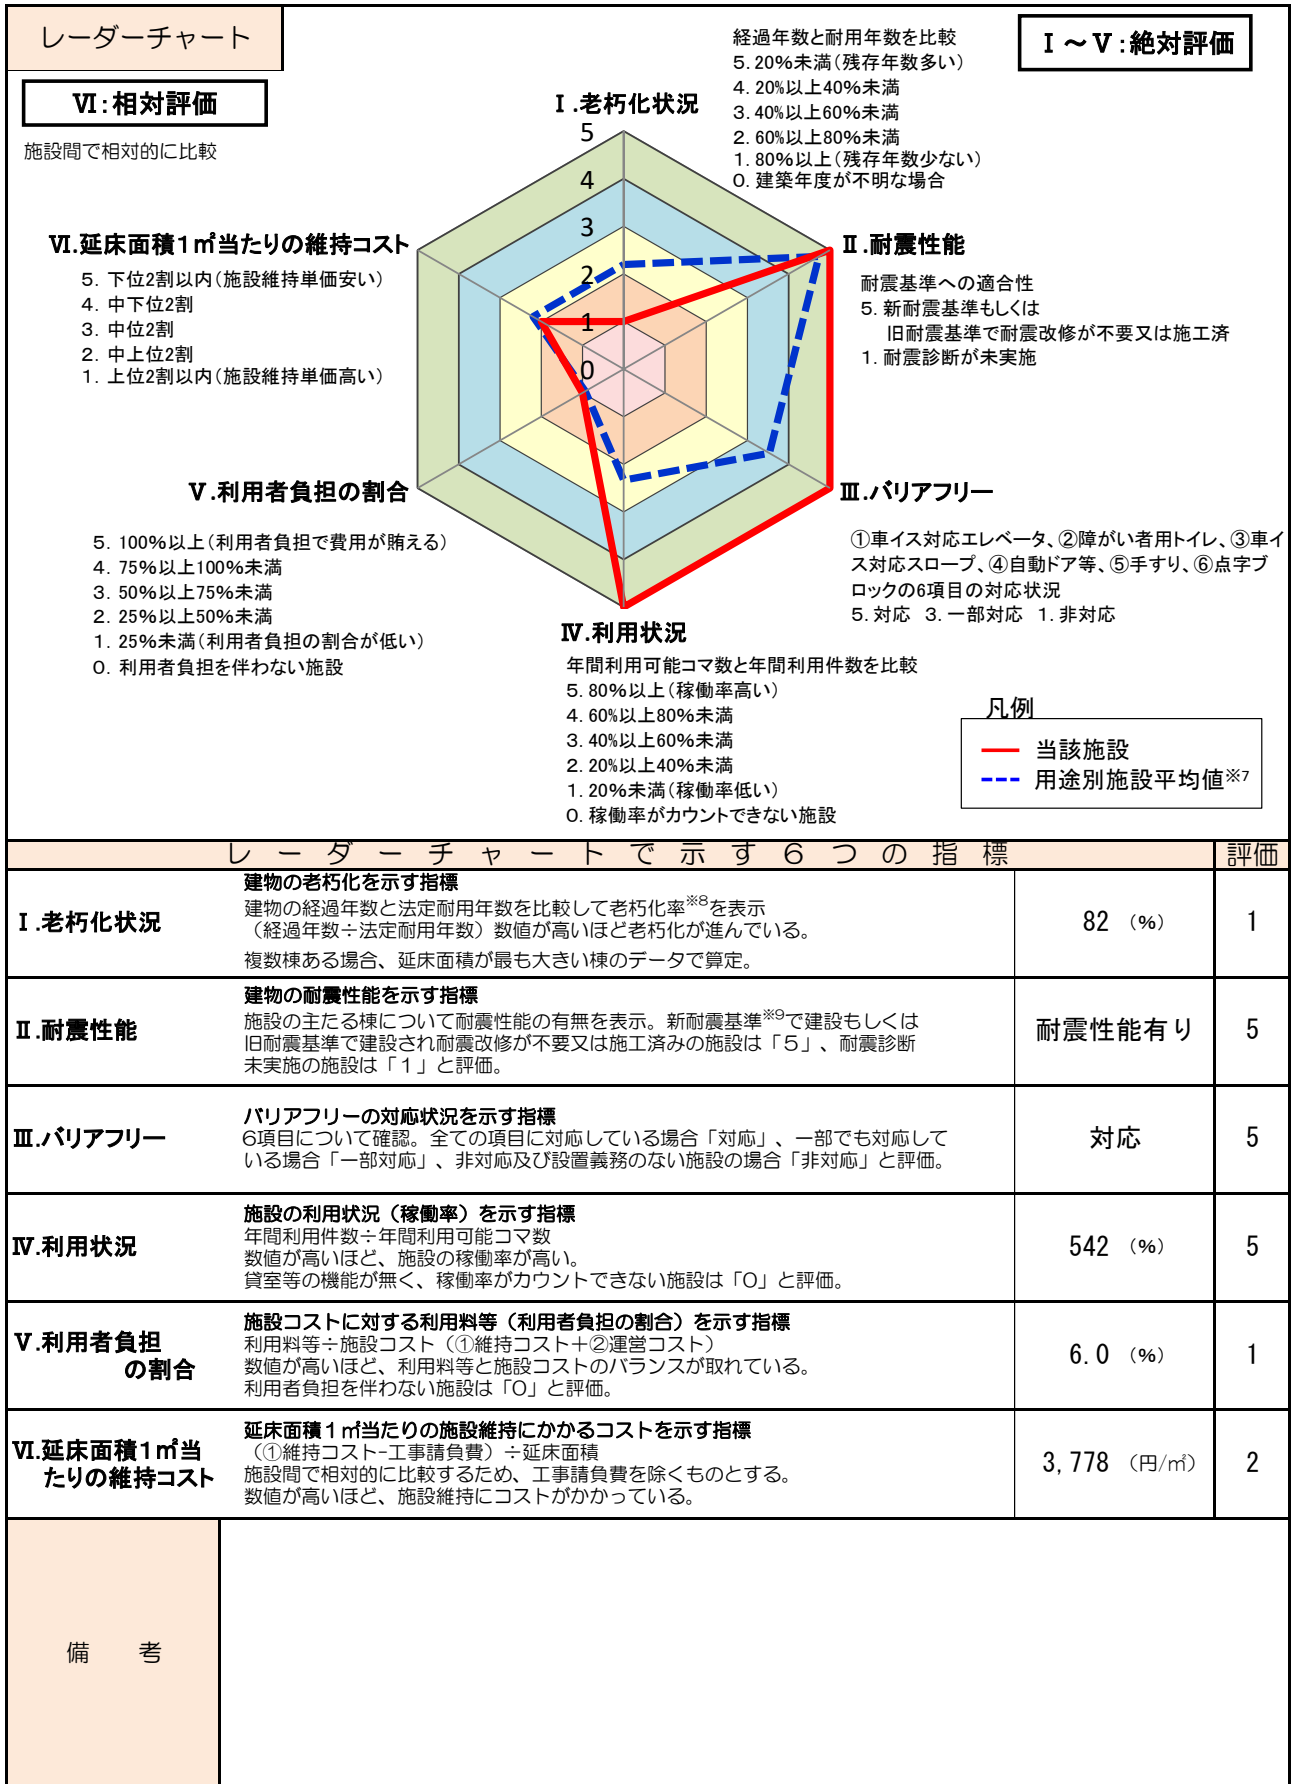 レーダーチャート
Ⅰ～Ⅴ:絶対評価
Ⅵ:相対評価
施設間で相対的に比較
経過年数と耐用年数を比較
5.20%未満(残存年数多い)
4.20%以上40%未満
3.40%以上60%未満
2.60%以上80%未満
1.80%以上(残存年数少ない)
0.建築年度が不明な場合
Ⅰ.老朽化状況
5
4
3
2
1
0
Ⅵ.延床面積1㎡当たりの維持コスト
5. 下位2割以内(施設維持単価安い)
4. 中下位2割
3. 中位2割
2. 中上位2割
1. 上位2割以内(施設維持単価高い)
Ⅱ.耐震性能
耐震基準への適合性
5.新耐震基準もしくは
旧耐震基準で耐震改修が不要又は施工済
1.耐震診断が未実施
Ⅴ.利用者負担の割合
5. 100%以上(利用者負担で費用が賄える)
4. 75%以上100%未満
3. 50%以上75%未満
2. 25%以上50%未満
1. 25%未満(利用者負担の割合が低い)
0. 利用者負担を伴わない施設
Ⅲ.バリアフリー
①車イス対応エレベータ、②障がい者用トイレ、③車イ
ス対応スロープ、④自動ドア等、⑤手すり、⑥点字ブ
ロックの6項目の対応状況
5.対応 3.一部対応 1.非対応
Ⅳ.利用状況
年間利用可能コマ数と年間利用件数を比較
5.80%以上(稼働率高い)
4.60%以上80%未満
3.40%以上60%未満
2.20%以上40%未満
1.20%未満(稼働率低い)
0.稼働率がカウントできない施設
凡例
当該施設
用途別施設平均値※7
レーダーチャートで示す6つの指標 評価
Ⅰ.老朽化状況
建物の老朽化を示す指標
建物の経過年数と法定耐用年数を比較して老朽化率※8を表示
（経過年数÷法定耐用年数）数値が高いほど老朽化が進んでいる。
複数棟ある場合、延床面積が最も大きい棟のデータで算定。
82 (%) 1
Ⅱ.耐震性能
建物の耐震性能を示す指標
施設の主たる棟について耐震性能の有無を表示。新耐震基準※9で建設もしくは
旧耐震基準で建設され耐震改修が不要又は施工済みの施設は「5」、耐震診断
未実施の施設は「1」と評価。
耐震性能有り 5
Ⅲ.バリアフリー
バリアフリーの対応状況を示す指標
6項目について確認。全ての項目に対応している場合「対応」、一部でも対応して
いる場合「一部対応」、非対応及び設置義務のない施設の場合「非対応」と評価。
対応 5
Ⅳ.利用状況
施設の利用状況（稼働率）を示す指標
年間利用件数÷年間利用可能コマ数
数値が高いほど、施設の稼働率が高い。
貸室等の機能が無く、稼働率がカウントできない施設は「0」と評価。
542 (%) 5
Ⅴ.利用者負担
の割合
施設コストに対する利用料等（利用者負担の割合）を示す指標
利用料等÷施設コスト（①維持コスト＋②運営コスト）
数値が高いほど、利用料等と施設コストのバランスが取れている。
利用者負担を伴わない施設は「0」と評価。
6.0 (%) 1
Ⅵ.延床面積1㎡当
たりの維持コスト
延床面積1㎡当たりの施設維持にかかるコストを示す指標
（①維持コスト-工事請負費）÷延床面積
施設間で相対的に比較するため、工事請負費を除くものとする。
数値が高いほど、施設維持にコストがかかっている。
3,778 (円/㎡) 2
備 考